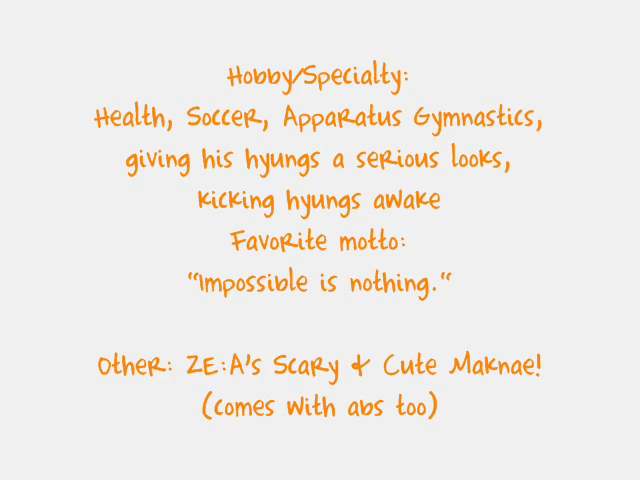 Hobby/Specialty:
Health, Soccer, Apparatus Gymnastics,
giving his hyungs a serious looks,
kicking hyungs awake
Favorite motto:
"Impossible is nothing."

Other: ZE:A's Scary & Cute Maknae!
(comes with abs too)